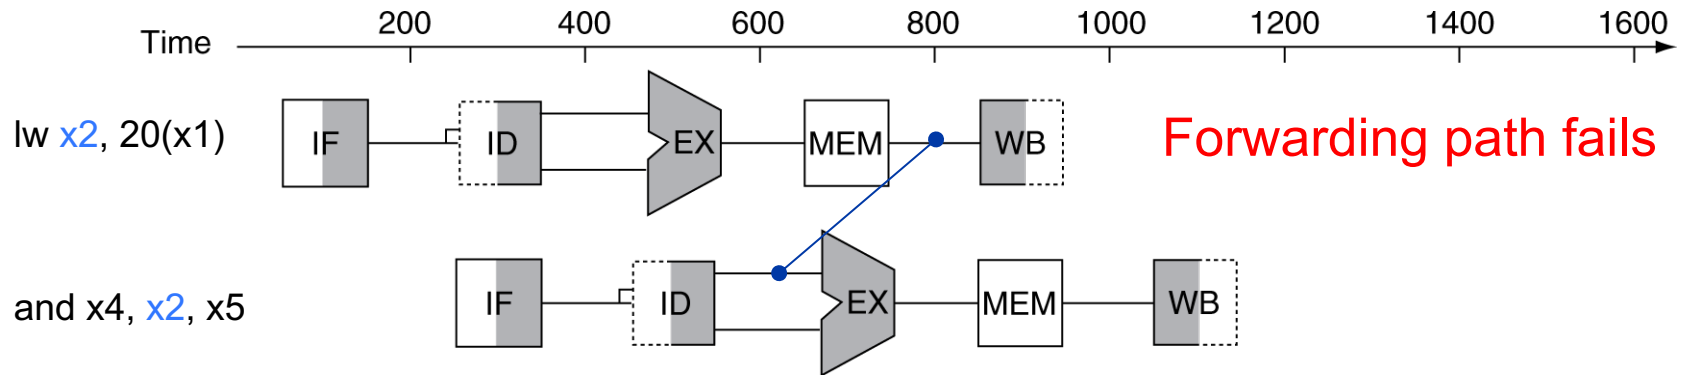 200 400 600 800 1000 1200 1400 1600
Time
lw x2, 20(x1) IF ID EX MEM WB Forwarding path fails
and x4, x2, x5 IF ID EX MEM WB